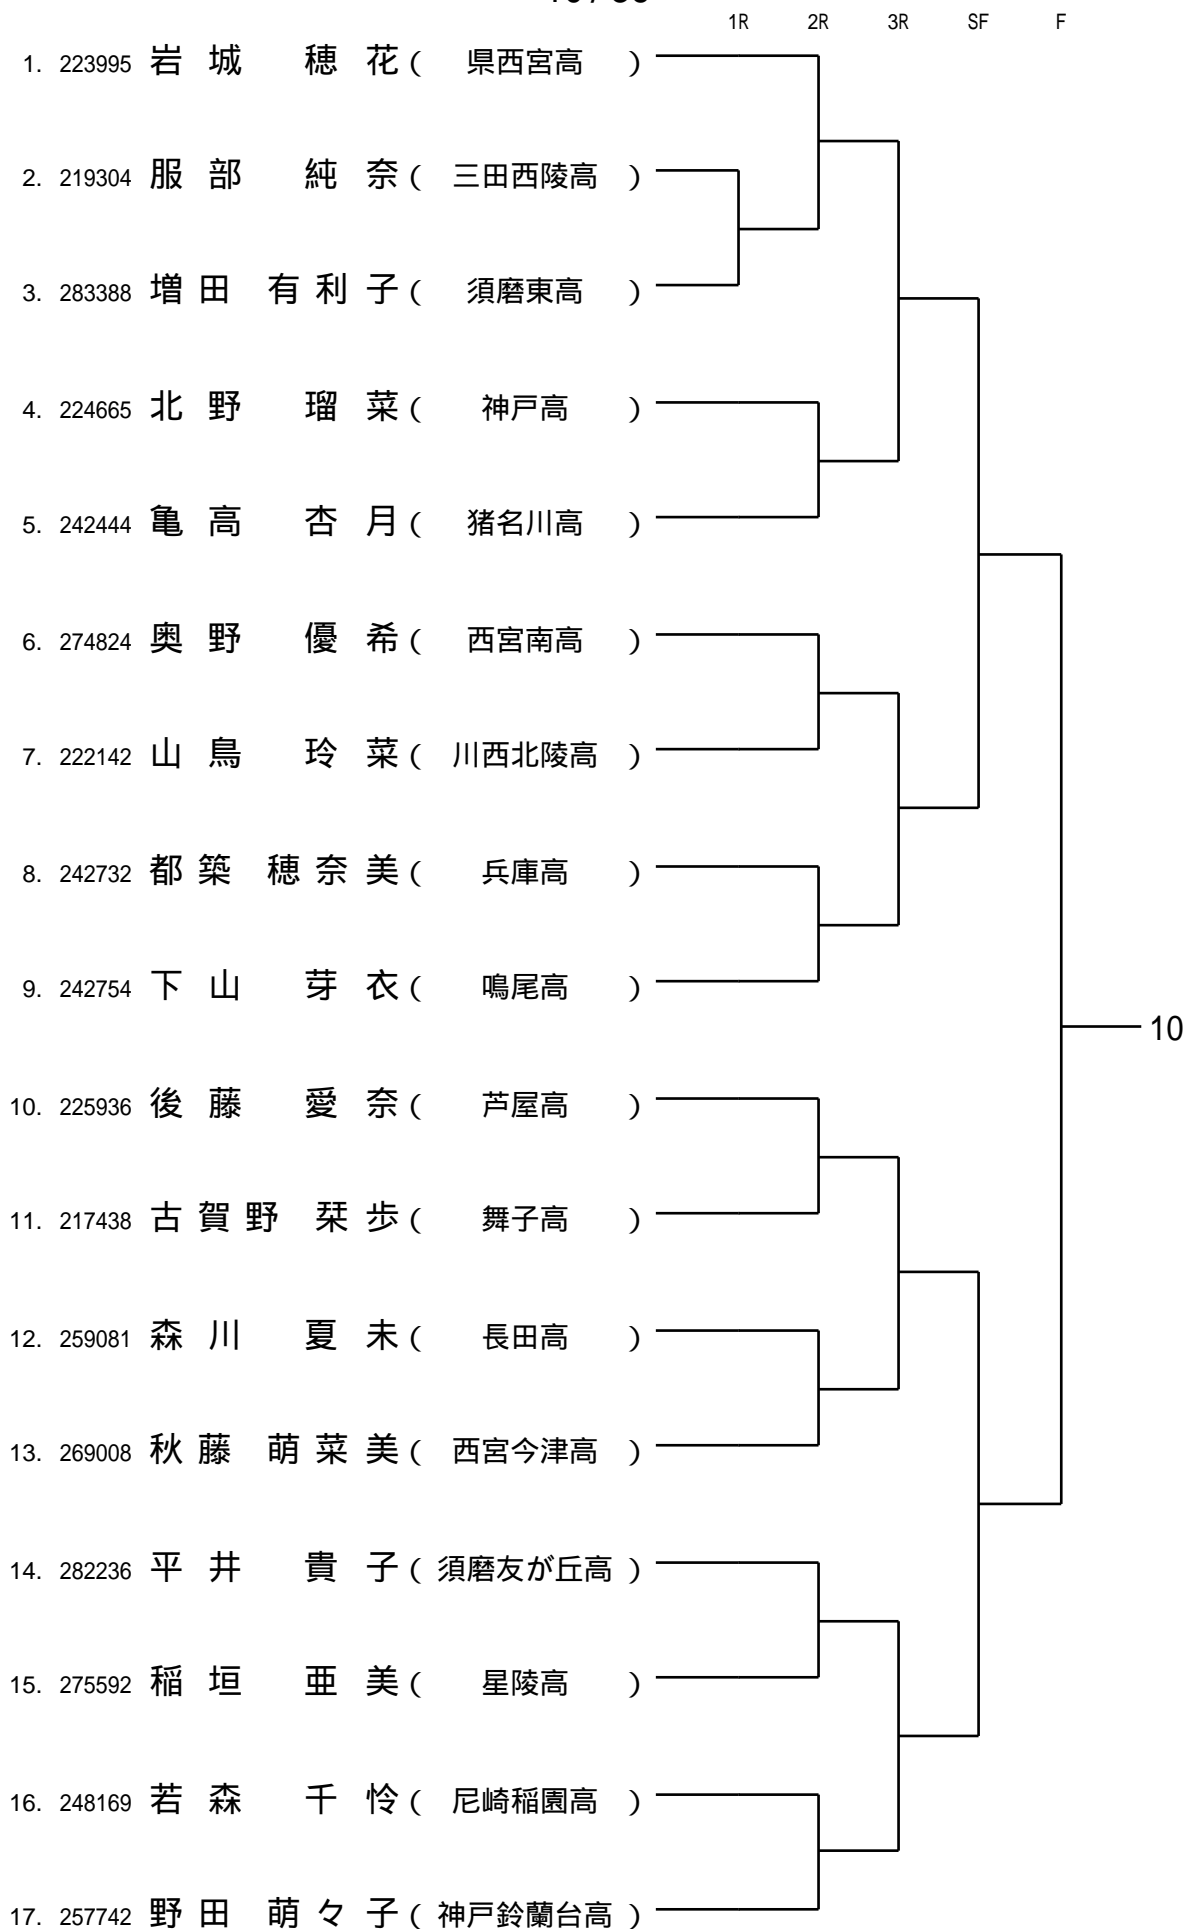 1R 2R 3R SF F
1. 223995 岩城 穂花 ( 県西宮高 )
2. 219304 服部 純奈 ( 三田西陵高 )
3. 283388 増田 有利子 ( 須磨東高 )
4. 224665 北野 瑠菜 ( 神戸高 )
5. 242444 亀高 杏月 ( 猪名川高 )
6. 274824 奥野 優希 ( 西宮南高 )
7. 222142 山鳥 玲菜 ( 川西北陵高 )
8. 242732 都築 穂奈美 ( 兵庫高 )
9. 242754 下山 芽衣 ( 鳴尾高 )
10
10. 225936 後藤 愛奈 ( 芦屋高 )
11. 217438 古賀野 栞歩 ( 舞子高 )
12. 259081 森川 夏未 ( 長田高 )
13. 269008 秋藤 萌菜美 ( 西宮今津高 )
14. 282236 平井 貴子 ( 須磨友が丘高 )
15. 275592 稲垣 亜美 ( 星陵高 )
16. 248169 若森 千怜 ( 尼崎稲園高 )
17. 257742 野田 萌々子 ( 神戸鈴蘭台高 )